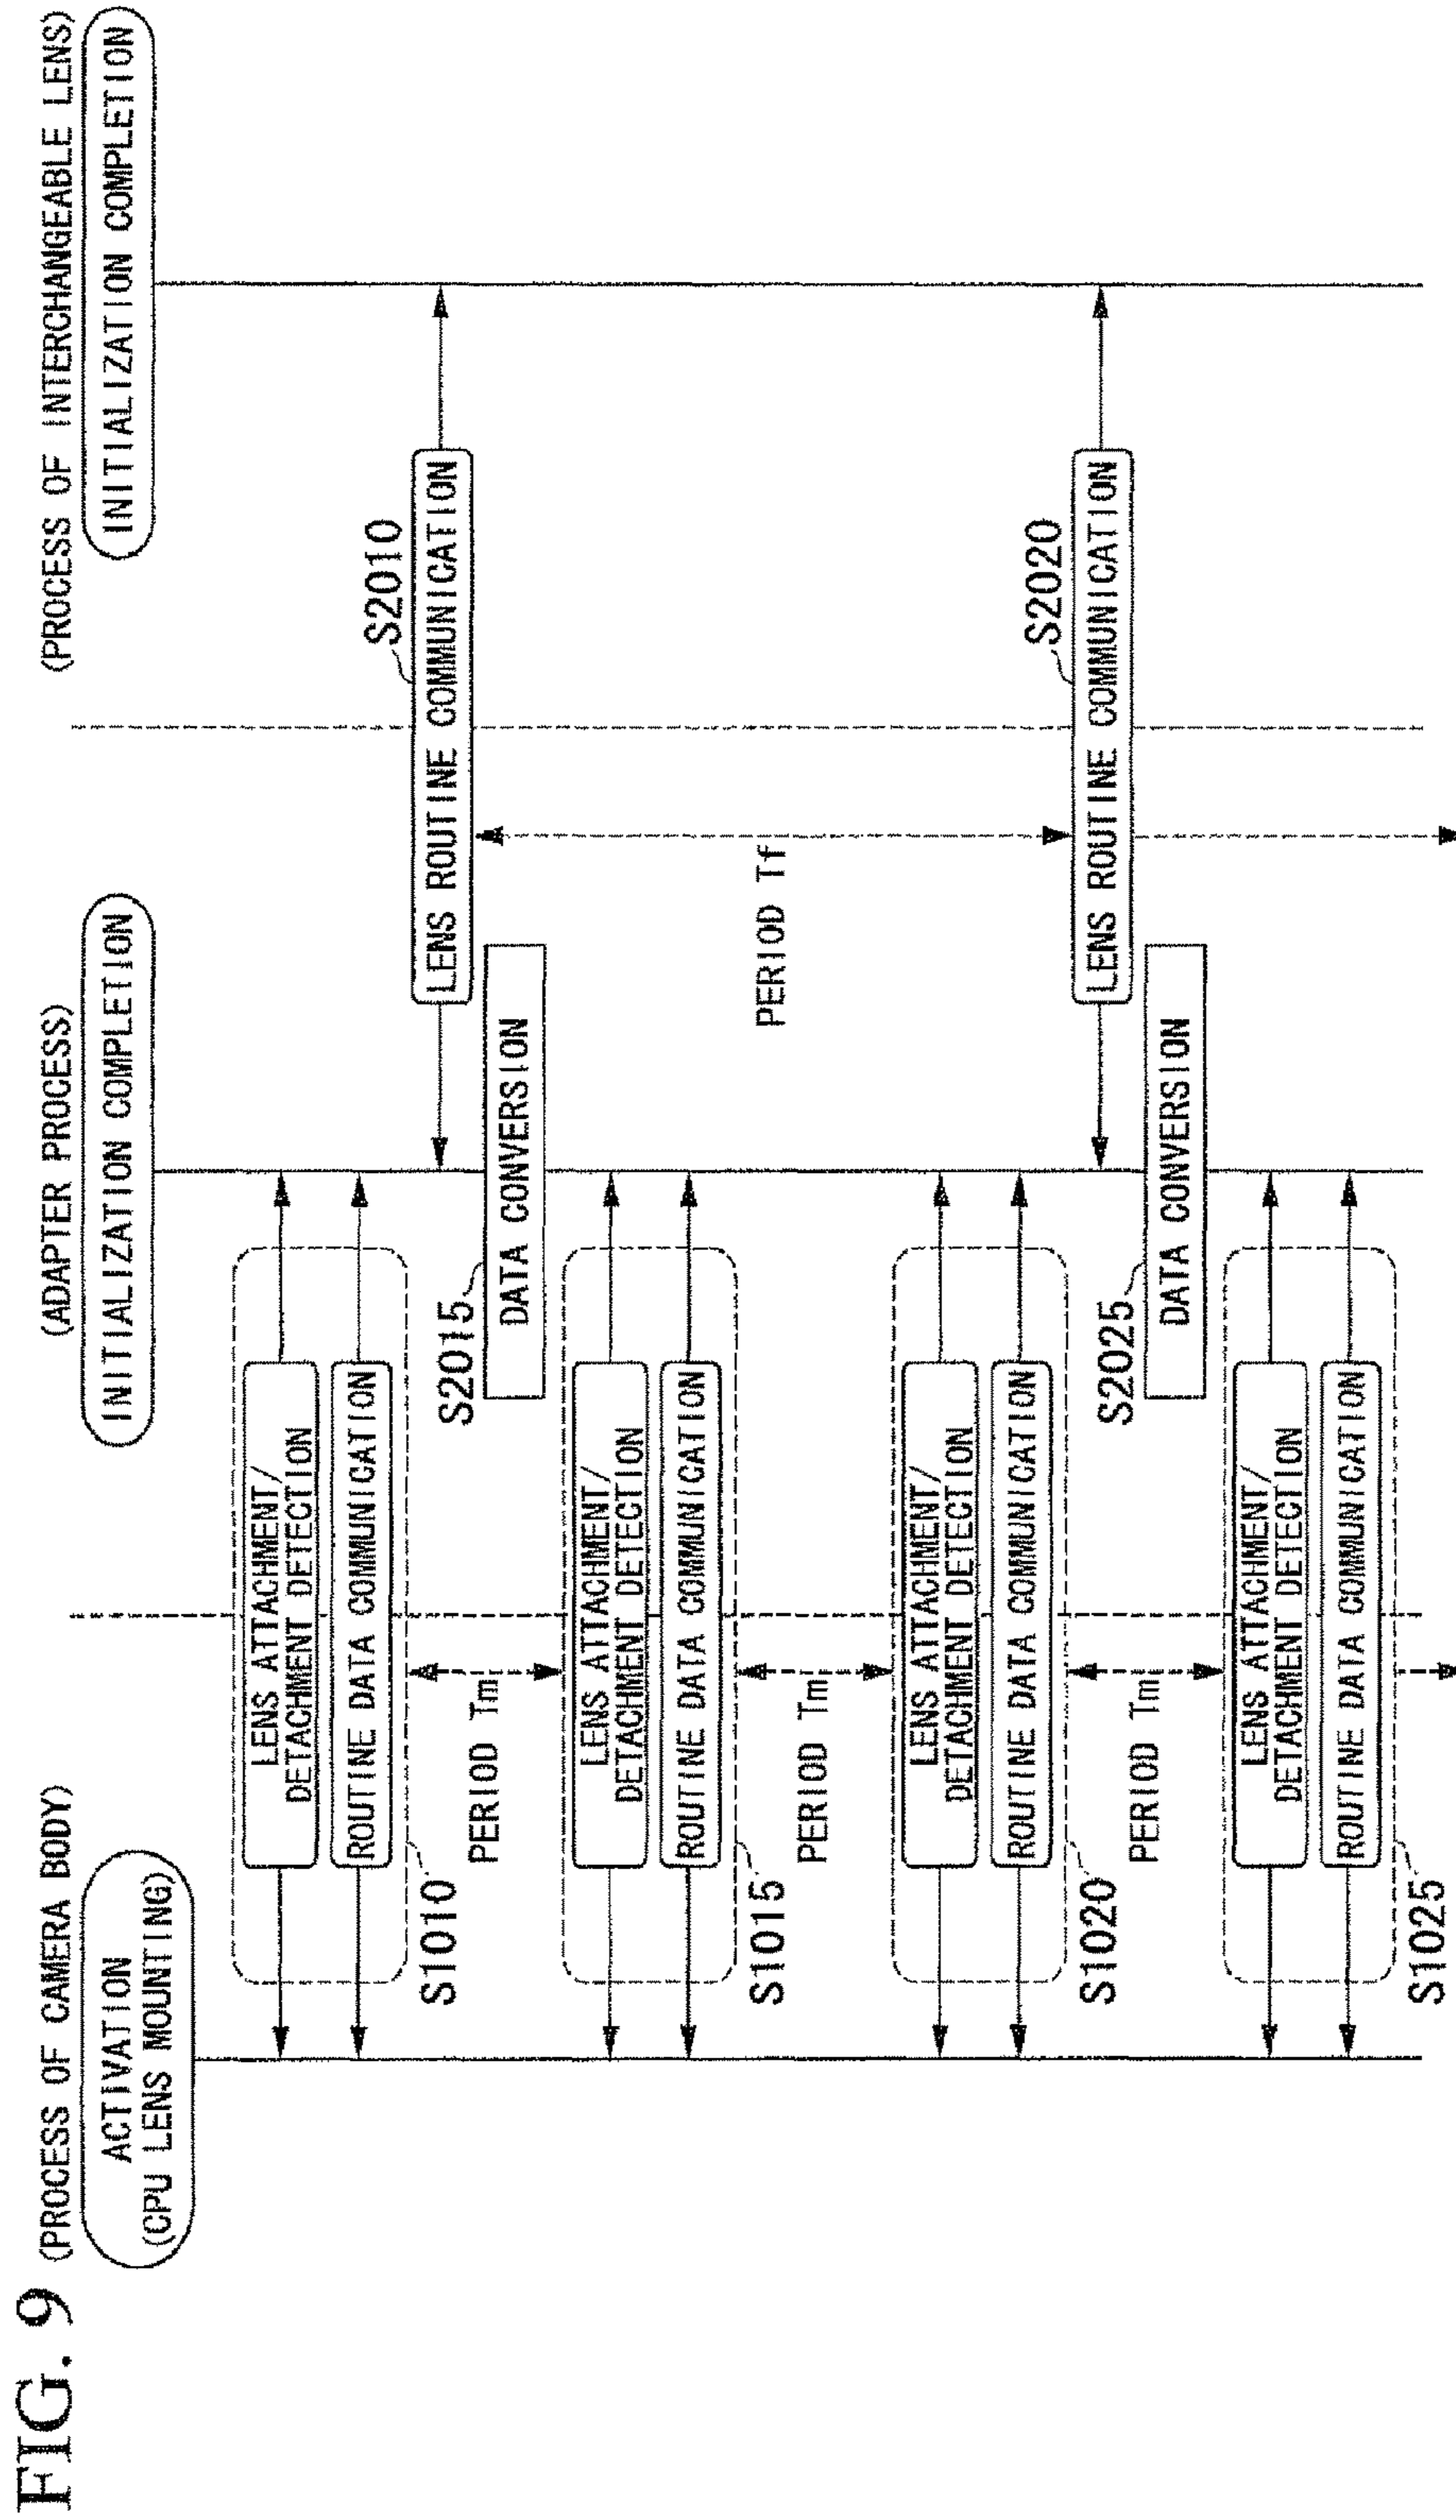 FIG. 9
(PROCESS OF CAMERA BODY)
(ADAPTER PROCESS)
(PROCESS OF INTERCHANGEABLE LENS)
ACTIVATION
(CPU LENS MOUNTING)
INITIALIZATION COMPLETION
INITIALIZATION COMPLETION
LENS ATTACHMENT/
DETACHMENT DETECTION
ROUTINE DATA COMMUNICATION
S1010
S2010
LENS ROUTINE COMMUNICATION
PERIOD Tm
S2015
DATA CONVERSION
LENS ATTACHMENT/
DETACHMENT DETECTION
ROUTINE DATA COMMUNICATION
S1015
PERIOD Tf
PERIOD Tm
LENS ATTACHMENT/
DETACHMENT DETECTION
ROUTINE DATA COMMUNICATION
S1020
S2020
LENS ROUTINE COMMUNICATION
PERIOD Tm
S2025
DATA CONVERSION
LENS ATTACHMENT/
DETACHMENT DETECTION
ROUTINE DATA COMMUNICATION
S1025